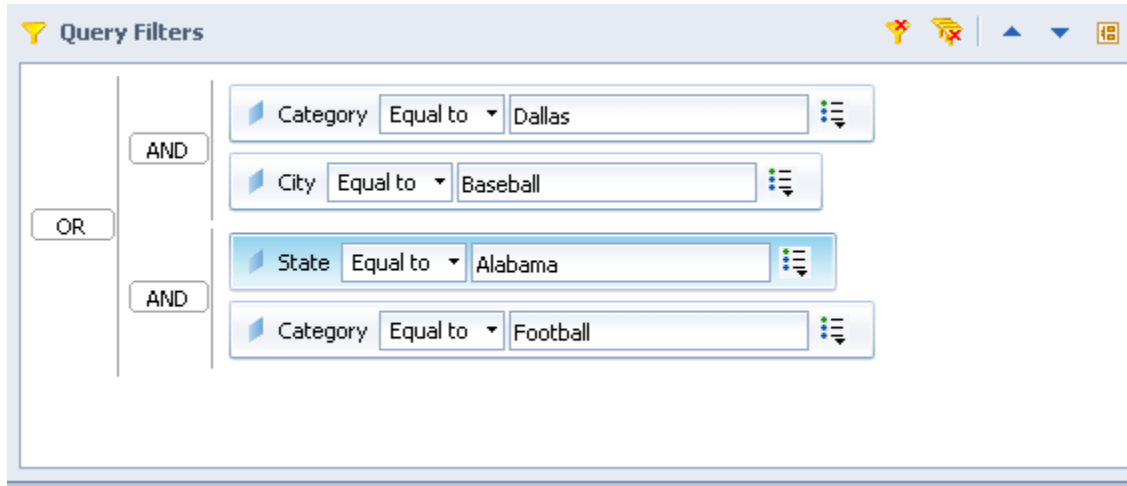 Query Filters
Category Equal to Dallas
AND
City Equal to Baseball
OR
State Equal to Alabama
AND
Category Equal to Football